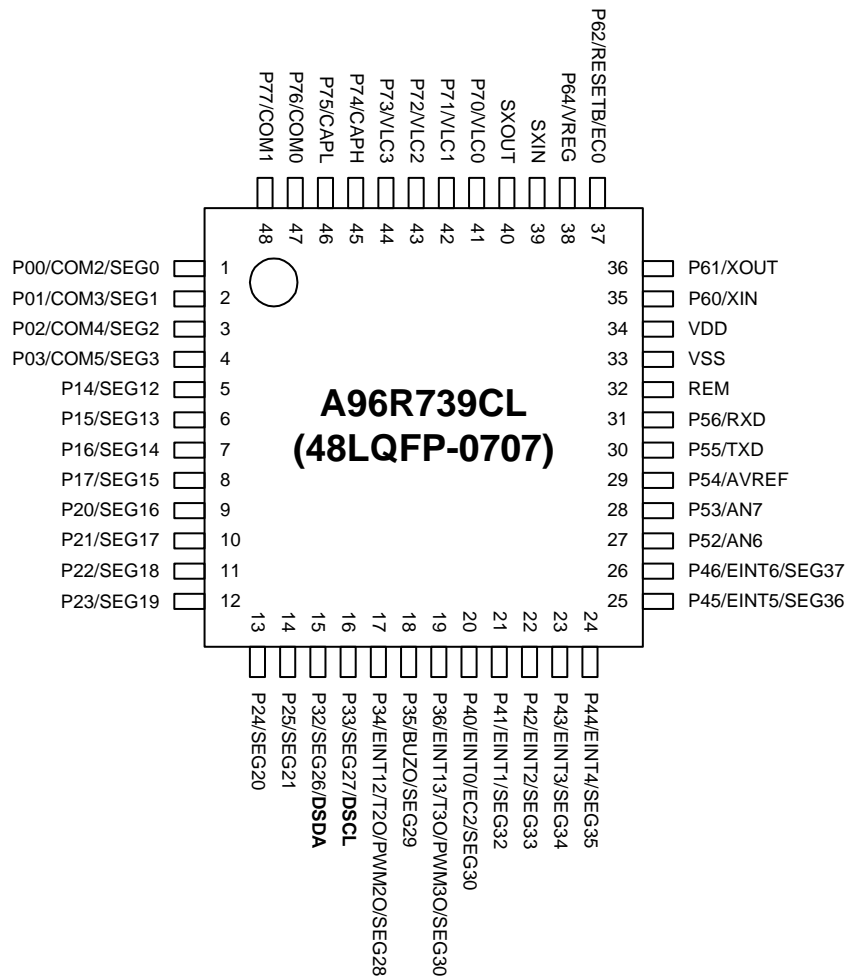 P77/COM1
P76/COM0
P75/CAPL
P74/CAPH
P73/VLC3
P72/VLC2
P71/VLC1
P70/VLC0
SXOUT
SXIN
P64/VREG
P62/RESETB/EC0
48
47
46
45
44
43
42
41
40
39
38
37
P00/COM2/SEG0 1
P01/COM3/SEG1 2
P02/COM4/SEG2 3
P03/COM5/SEG3 4
P14/SEG12 5
P15/SEG13 6
P16/SEG14 7
P17/SEG15 8
P20/SEG16 9
P21/SEG17 10
P22/SEG18 11
P23/SEG19 12
A96R739CL
(48LQFP-0707)
36 P61/XOUT
35 P60/XIN
34 VDD
33 VSS
32 REM
31 P56/RXD
30 P55/TXD
29 P54/AVREF
28 P53/AN7
27 P52/AN6
26 P46/EINT6/SEG37
25 P45/EINT5/SEG36
13
14
15
16
17
18
19
20
21
22
23
24
P24/SEG20
P25/SEG21
P32/SEG26/DSDA
P33/SEG27/DSCL
P34/EINT12/T2O/PWM2O/SEG28
P35/BUZO/SEG29
P36/EINT13/T3O/PWM3O/SEG30
P40/EINT0/EC2/SEG30
P41/EINT1/SEG32
P42/EINT2/SEG33
P43/EINT3/SEG34
P44/EINT4/SEG35